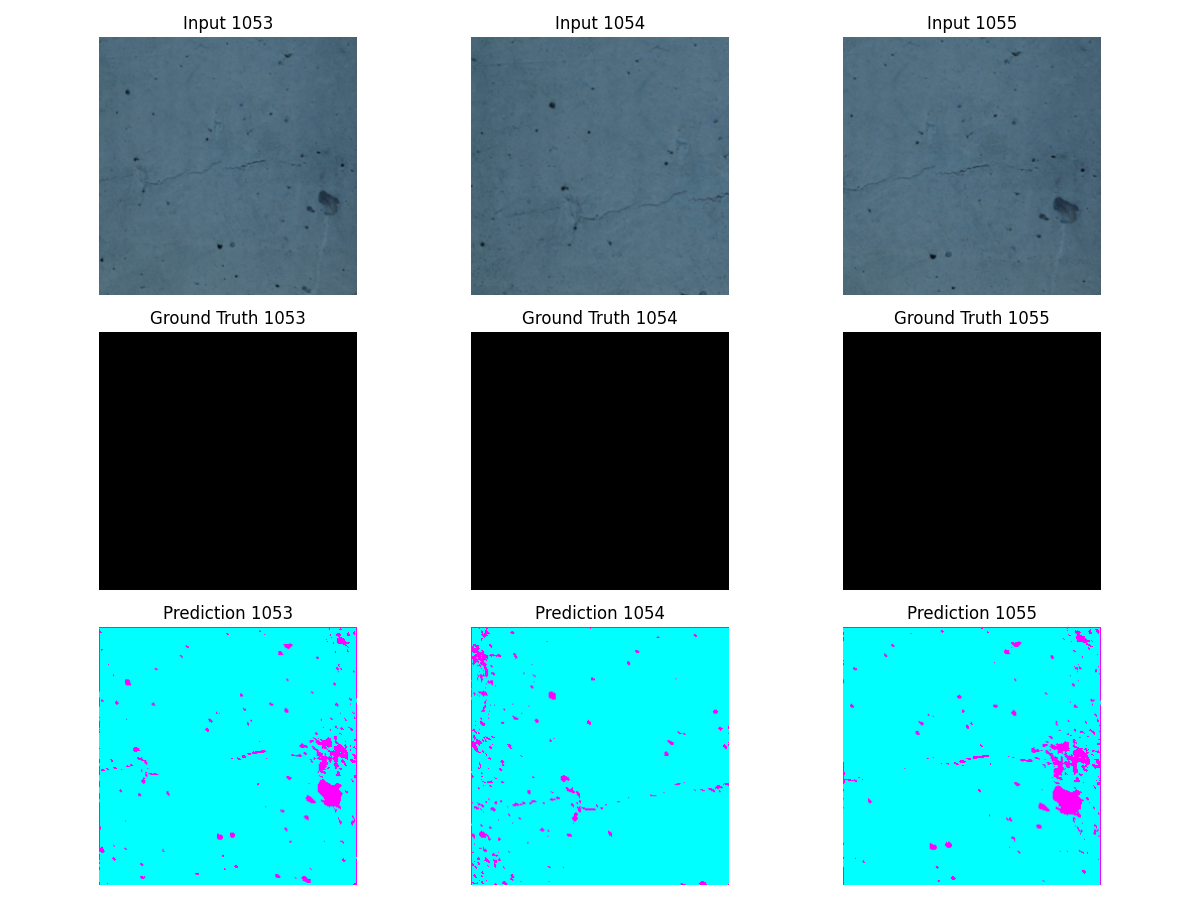 Input 1053
Input 1054
Input 1055
Ground Truth 1053
Ground Truth 1054
Ground Truth 1055
Prediction 1053
Prediction 1054
Prediction 1055